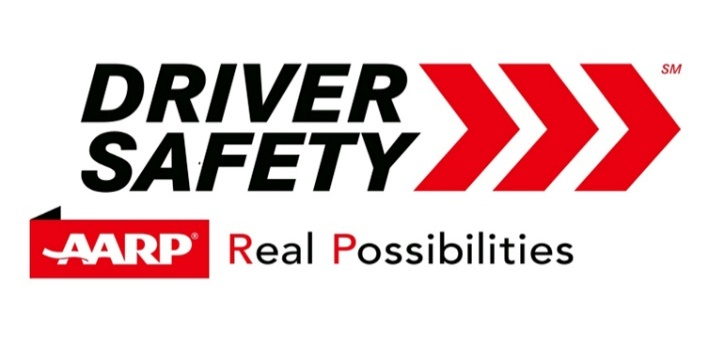 DRIVER SM
SAFETY
AARP® Real Possibilities